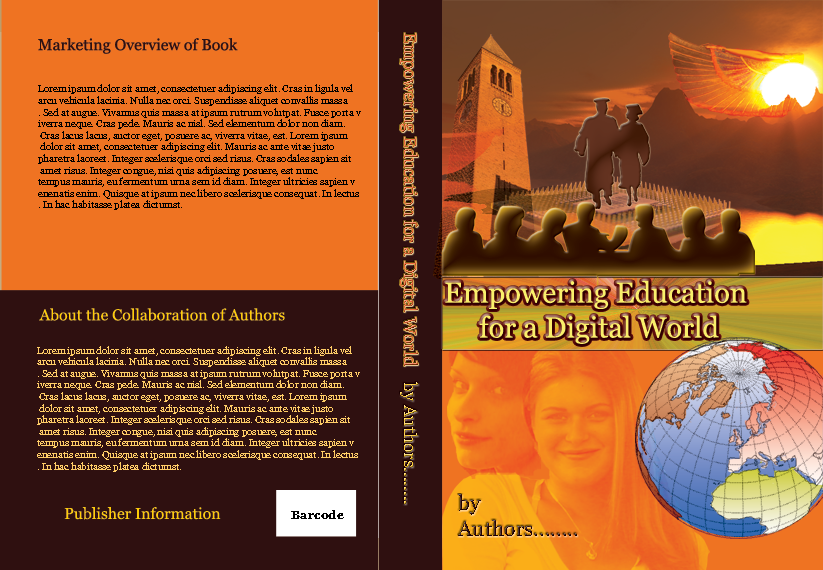 Marketing Overview of Book
Lorem ipsum dolor sit amet, consectetuer adipiscing elit. Cras in ligula vel
arcu vehicula lacinia. Nulla nec orci. Suspendisse aliquet convallis massa
. Sed at augue. Vivamus quis massa at ipsum rutrum volutpat. Fusce porta v
iverra neque. Cras pede. Mauris ac nisl. Sed elementum dolor non diam.
Cras lacus lacus, auctor eget, posuere ac, viverra vitae, est. Lorem ipsum
dolor sit amet, consectetuer adipiscing elit. Mauris ac ante vitae justo
pharetra laoreet. Integer scelerisque orci sed risus. Cras sodales sapien sit
amet risus. Integer congue, nisi quis adipiscing posuere, est nunc
tempus mauris, eu fermentum urna sem id diam. Integer ultricies sapien v
enenatis enim. Quisque at ipsum nec libero scelerisque consequat. In lectus
. In hac habitasse platea dictumst.
About the Collaboration of Authors
Lorem ipsum dolor sit amet, consectetuer adipiscing elit. Cras in ligula vel
arcu vehicula lacinia. Nulla nec orci. Suspendisse aliquet convallis massa
. Sed at augue. Vivamus quis massa at ipsum rutrum volutpat. Fusce porta v
iverra neque. Cras pede. Mauris ac nisl. Sed elementum dolor non diam.
Cras lacus lacus, auctor eget, posuere ac, viverra vitae, est. Lorem ipsum
dolor sit amet, consectetuer adipiscing elit. Mauris ac ante vitae justo
pharetra laoreet. Integer scelerisque orci sed risus. Cras sodales sapien sit
amet risus. Integer congue, nisi quis adipiscing posuere, est nunc
tempus mauris, eu fermentum urna sem id diam. Integer ultricies sapien v
enenatis enim. Quisque at ipsum nec libero scelerisque consequat. In lectus
. In hac habitasse platea dictumst.
Publisher Information
Barcode
Empowering Education for a Digital World by Authors........
Empowering Education
for a Digital World
by
Authors........